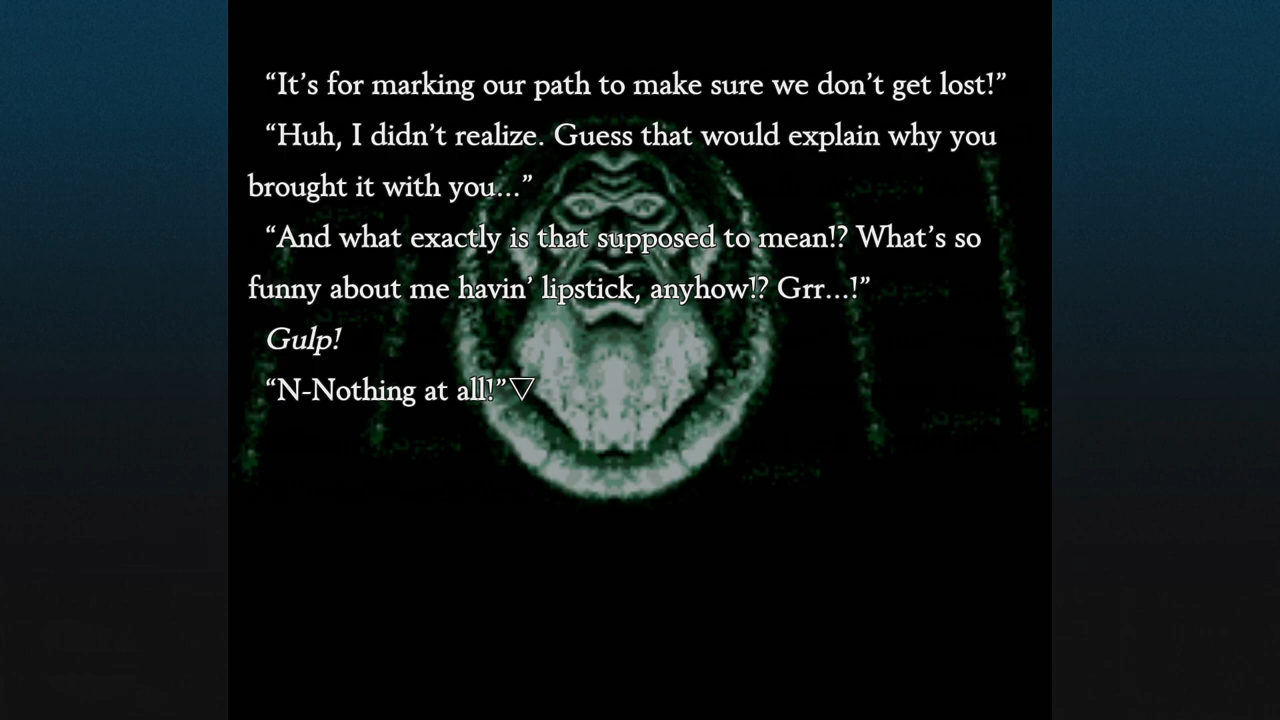 “It’s for marking our path to make sure we don’t get lost!”
“Huh, I didn’t realize. Guess that would explain why you
brought it with you...”
“And what exactly is that supposed to mean!? What’s so
funny about me havin’ lipstick, anyhow!? Grr...!”
Gulp!
“N-Nothing at all!”▽